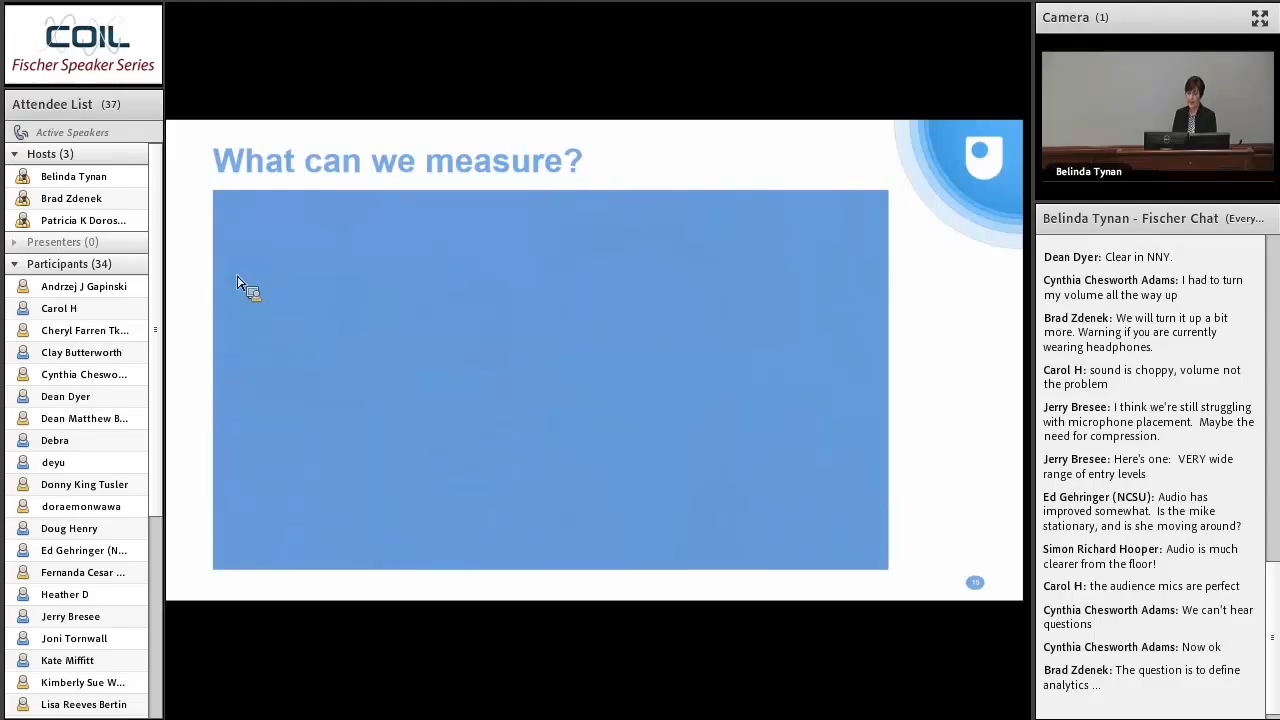 COIL
Fischer Speaker Series
Attendee List (37)
Active Speakers
Hosts (3)
Belinda Tynan
Brad Zdenek
Patricia K Doros...
Presenters (0)
Participants (34)
Andrzej J Gapinski
Carol H
Cheryl Farren Tk...
Clay Butterworth
Cynthia Cheswo...
Dean Dyer
Dean Matthew B...
Debra
deyu
Donny King Tusler
doraemonwawa
Doug Henry
Ed Gehringer (N...
Fernanda Cesar ...
Heather D
Jerry Bresee
Joni Tornwall
Kate Miffitt
Kimberly Sue W...
Lisa Reeves Bertin
What can we measure?
15
Camera (1)
Belinda Tynan
Belinda Tynan - Fischer Chat (Every...
Dean Dyer: Clear in NNY.
Cynthia Chesworth Adams: I had to turn
my volume all the way up
Brad Zdenek: We will turn it up a bit
more. Warning if you are currently
wearing headphones.
Carol H: sound is choppy, volume not
the problem
Jerry Bresee: I think we're still struggling
with microphone placement. Maybe the
need for compression.
Jerry Bresee: Here's one: VERY wide
range of entry levels
Ed Gehringer (NCSU): Audio has
improved somewhat. Is the mike
stationary, and is she moving around?
Simon Richard Hooper: Audio is much
clearer from the floor!
Carol H: the audience mics are perfect
Cynthia Chesworth Adams: We can't hear
questions
Cynthia Chesworth Adams: Now ok
Brad Zdenek: The question is to define
analytics ...